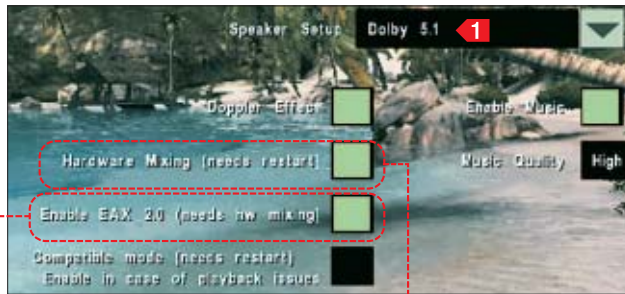 Speaker Setup Dolby 5.1 1
Doppler Effect Enable Music
Hardware Mixing (needs restart) Music Quality High
Enable EAX 2.0 (needs hw mixing)
Compatible mode (needs restart)
Enable in case of playback issues